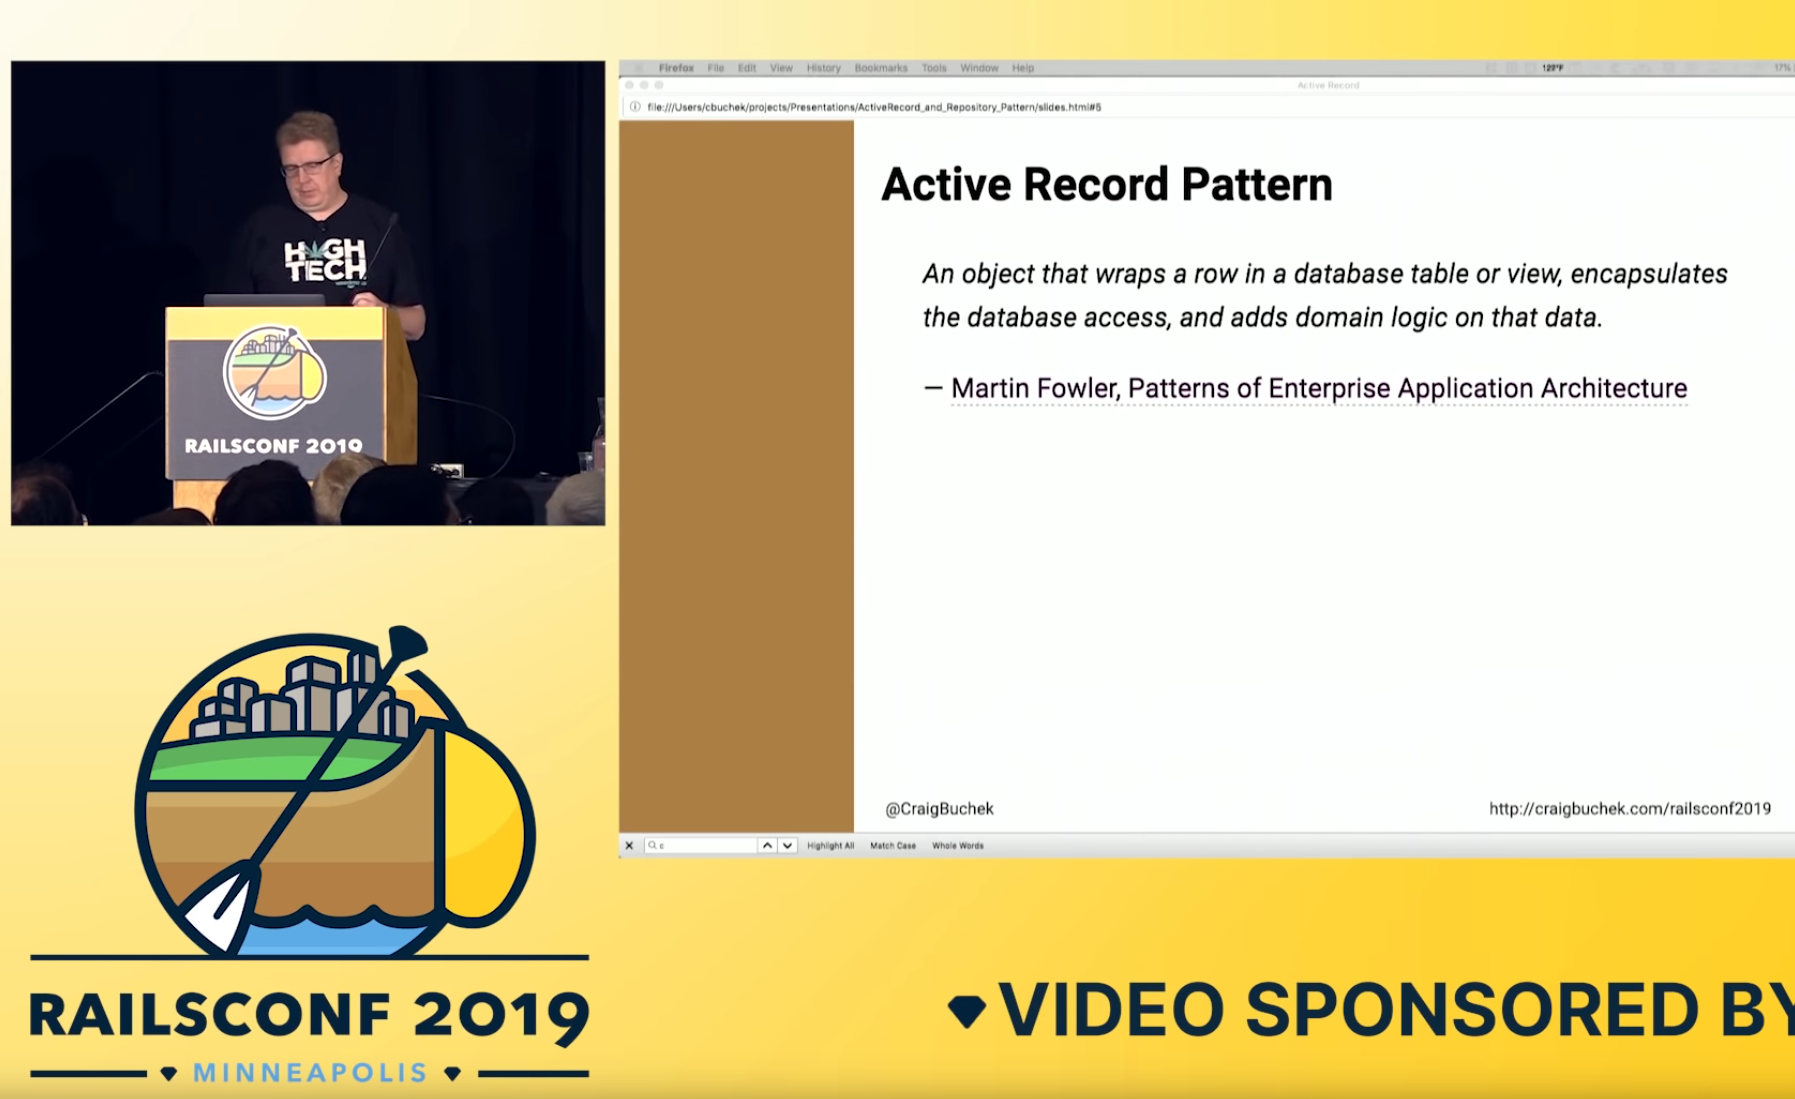 HIGH
TECH
RAILSCONF 2019
Firefox File Edit View History Bookmarks Tools Window Help
122°F
17%
Active Record
file:///Users/cbuchek/projects/Presentations/ActiveRecord_and_Repository_Pattern/slides.html#5
Active Record Pattern
An object that wraps a row in a database table or view, encapsulates
the database access, and adds domain logic on that data.
— Martin Fowler, Patterns of Enterprise Application Architecture
@CraigBuchek
http://craigbuchek.com/railsconf2019
c
Highlight All Match Case Whole Words
RAILSCONF 2019
MINNEAPOLIS
VIDEO SPONSORED BY